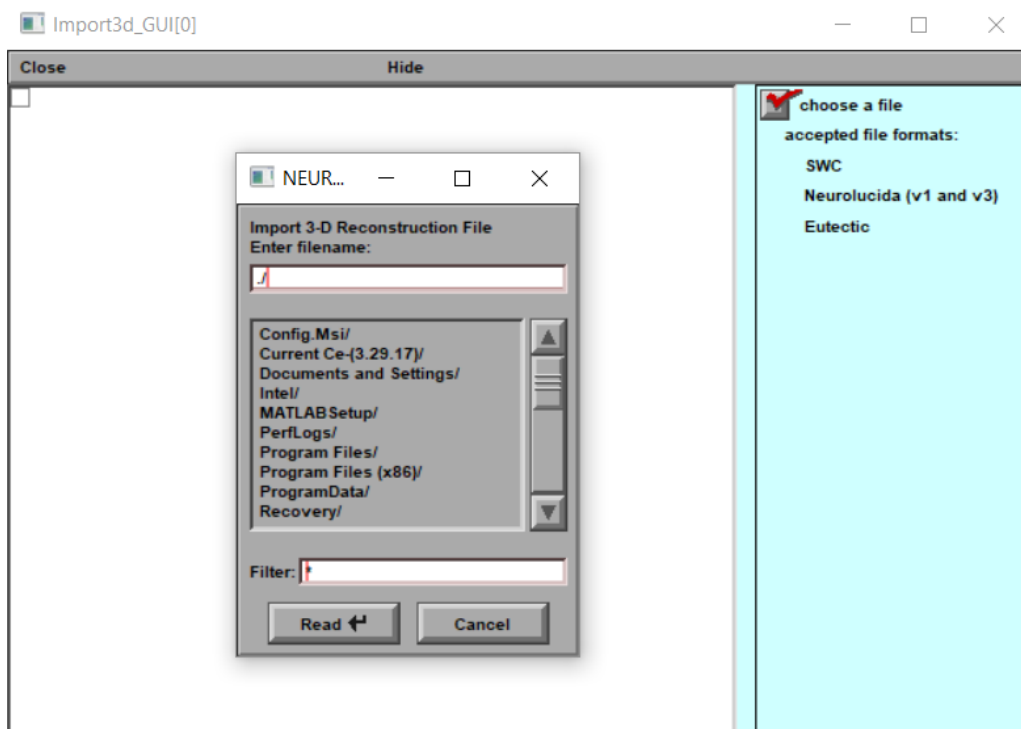 Import3d_GUI[0]
Close Hide
choose a file
accepted file formats:
SWC
Neurolucida (v1 and v3)
Eutectic
NEUR...
Import 3-D Reconstruction File
Enter filename:
./
Config.Msi/
Current Ce-(3.29.17)/
Documents and Settings/
Intel/
MATLABSetup/
PerfLogs/
Program Files/
Program Files (x86)/
ProgramData/
Recovery/
Filter: *
Read Cancel